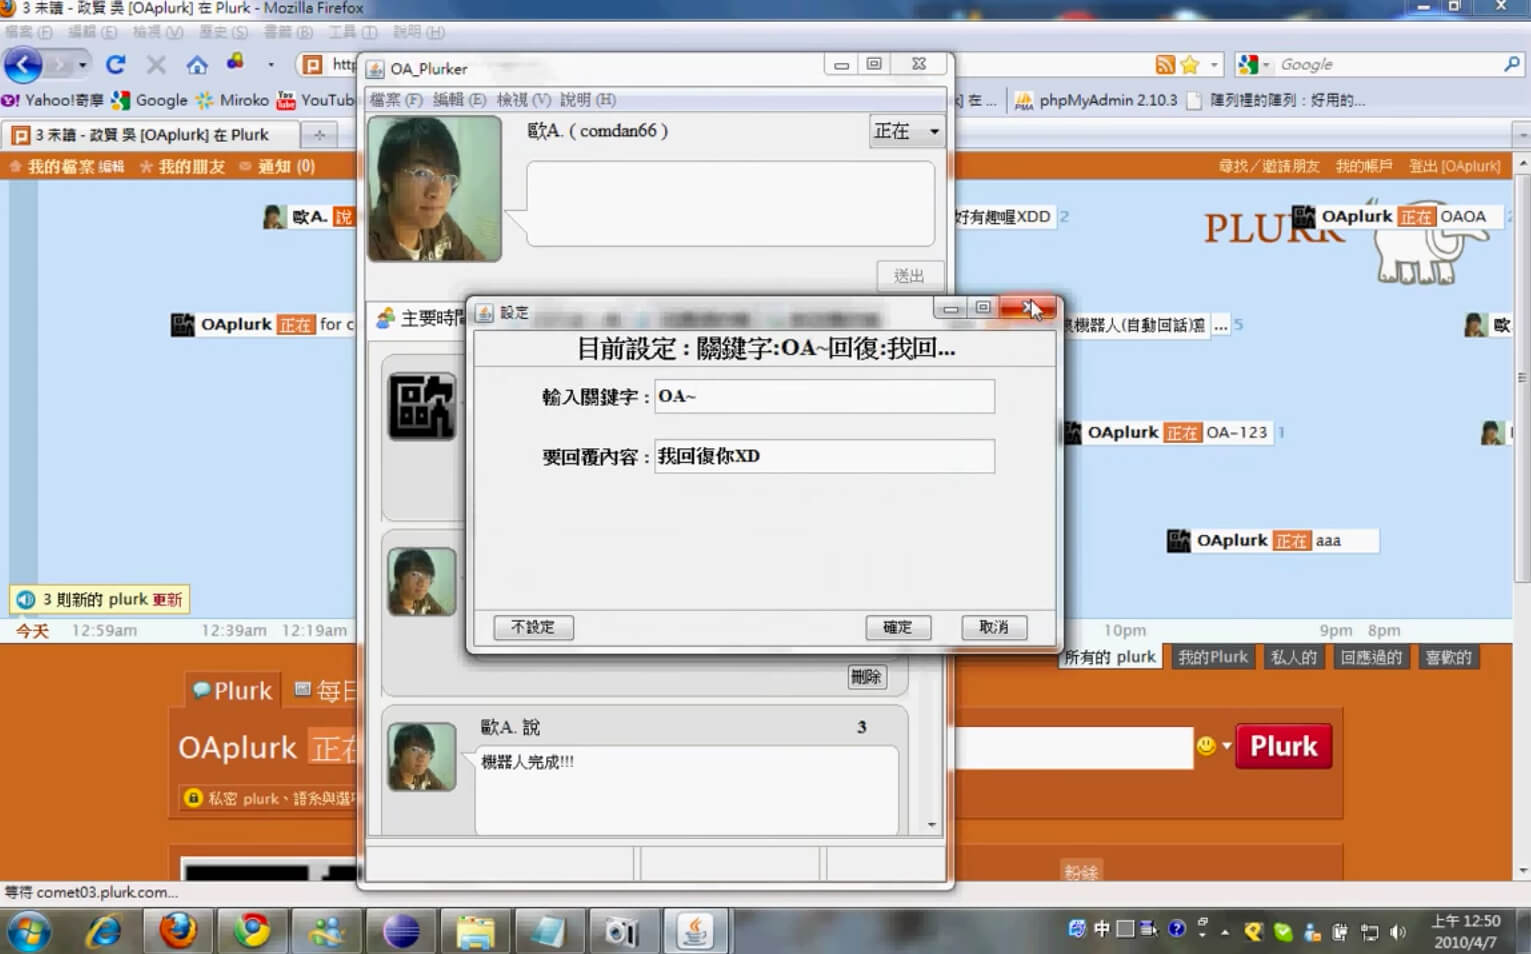 3 未讀 - 政賢 吳 [OAplurk] 在 Plurk - Mozilla Firefox
檔案 (F) 編輯 (E) 檢視 (V) 歷史 (S) 書籤 (B) 工具 (T) 說明 (H)
http
Google
Yahoo!奇摩 Google Miroko YouTub
在 ... phpMyAdmin 2.10.3 陣列裡的陣列：好用的...
3 未讀 - 政賢 吳 [OAplurk] 在 Plurk
我的檔案 編輯 我的朋友 通知 (0)
尋找／邀請朋友 我的帳戶 登出 [OAplurk]
OA_Plurker
檔案 (F) 編輯 (E) 檢視 (V) 說明 (H)
歐A. ( comdan66 )
正在
送出
歐A. 說
好有趣喔XDD 2
PLURK
OAplurk 正在 OAOA
OAplurk 正在 for c
主要時間
機器人(自動回話)意 ... 5
歐
OAplurk 正在 OA-123 1
OAplurk 正在 aaa
設定
目前設定 : 關鍵字:OA~回復:我回...
輸入關鍵字 : OA~
要回覆內容 : 我回復你XD
不設定 確定 取消
3 則新的 plurk 更新
今天 12:59am 12:39am 12:19am
10pm 9pm 8pm
所有的 plurk 我的Plurk 私人的 回應過的 喜歡的
刪除
Plurk 每日
歐A. 說 3
機器人完成!!!
OAplurk 正在
Plurk
私密 plurk、語系與選項
粉絲
等待 comet03.plurk.com...
中
上午 12:50
2010/4/7